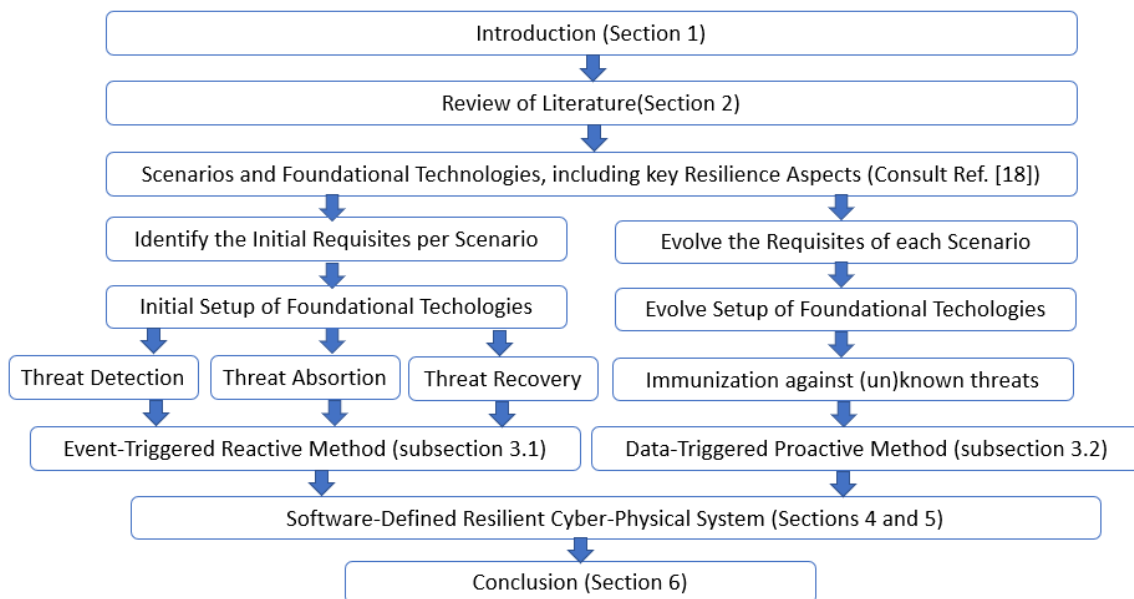 Introduction (Section 1)
Review of Literature(Section 2)
Scenarios and Foundational Technologies, including key Resilience Aspects (Consult Ref. [18])
Identify the Initial Requisites per Scenario
Evolve the Requisites of each Scenario
Initial Setup of Foundational Techologies
Evolve Setup of Foundational Techologies
Threat Detection
Threat Absortion
Threat Recovery
Immunization against (un)known threats
Event-Triggered Reactive Method (subsection 3.1)
Data-Triggered Proactive Method (subsection 3.2)
Software-Defined Resilient Cyber-Physical System (Sections 4 and 5)
Conclusion (Section 6)